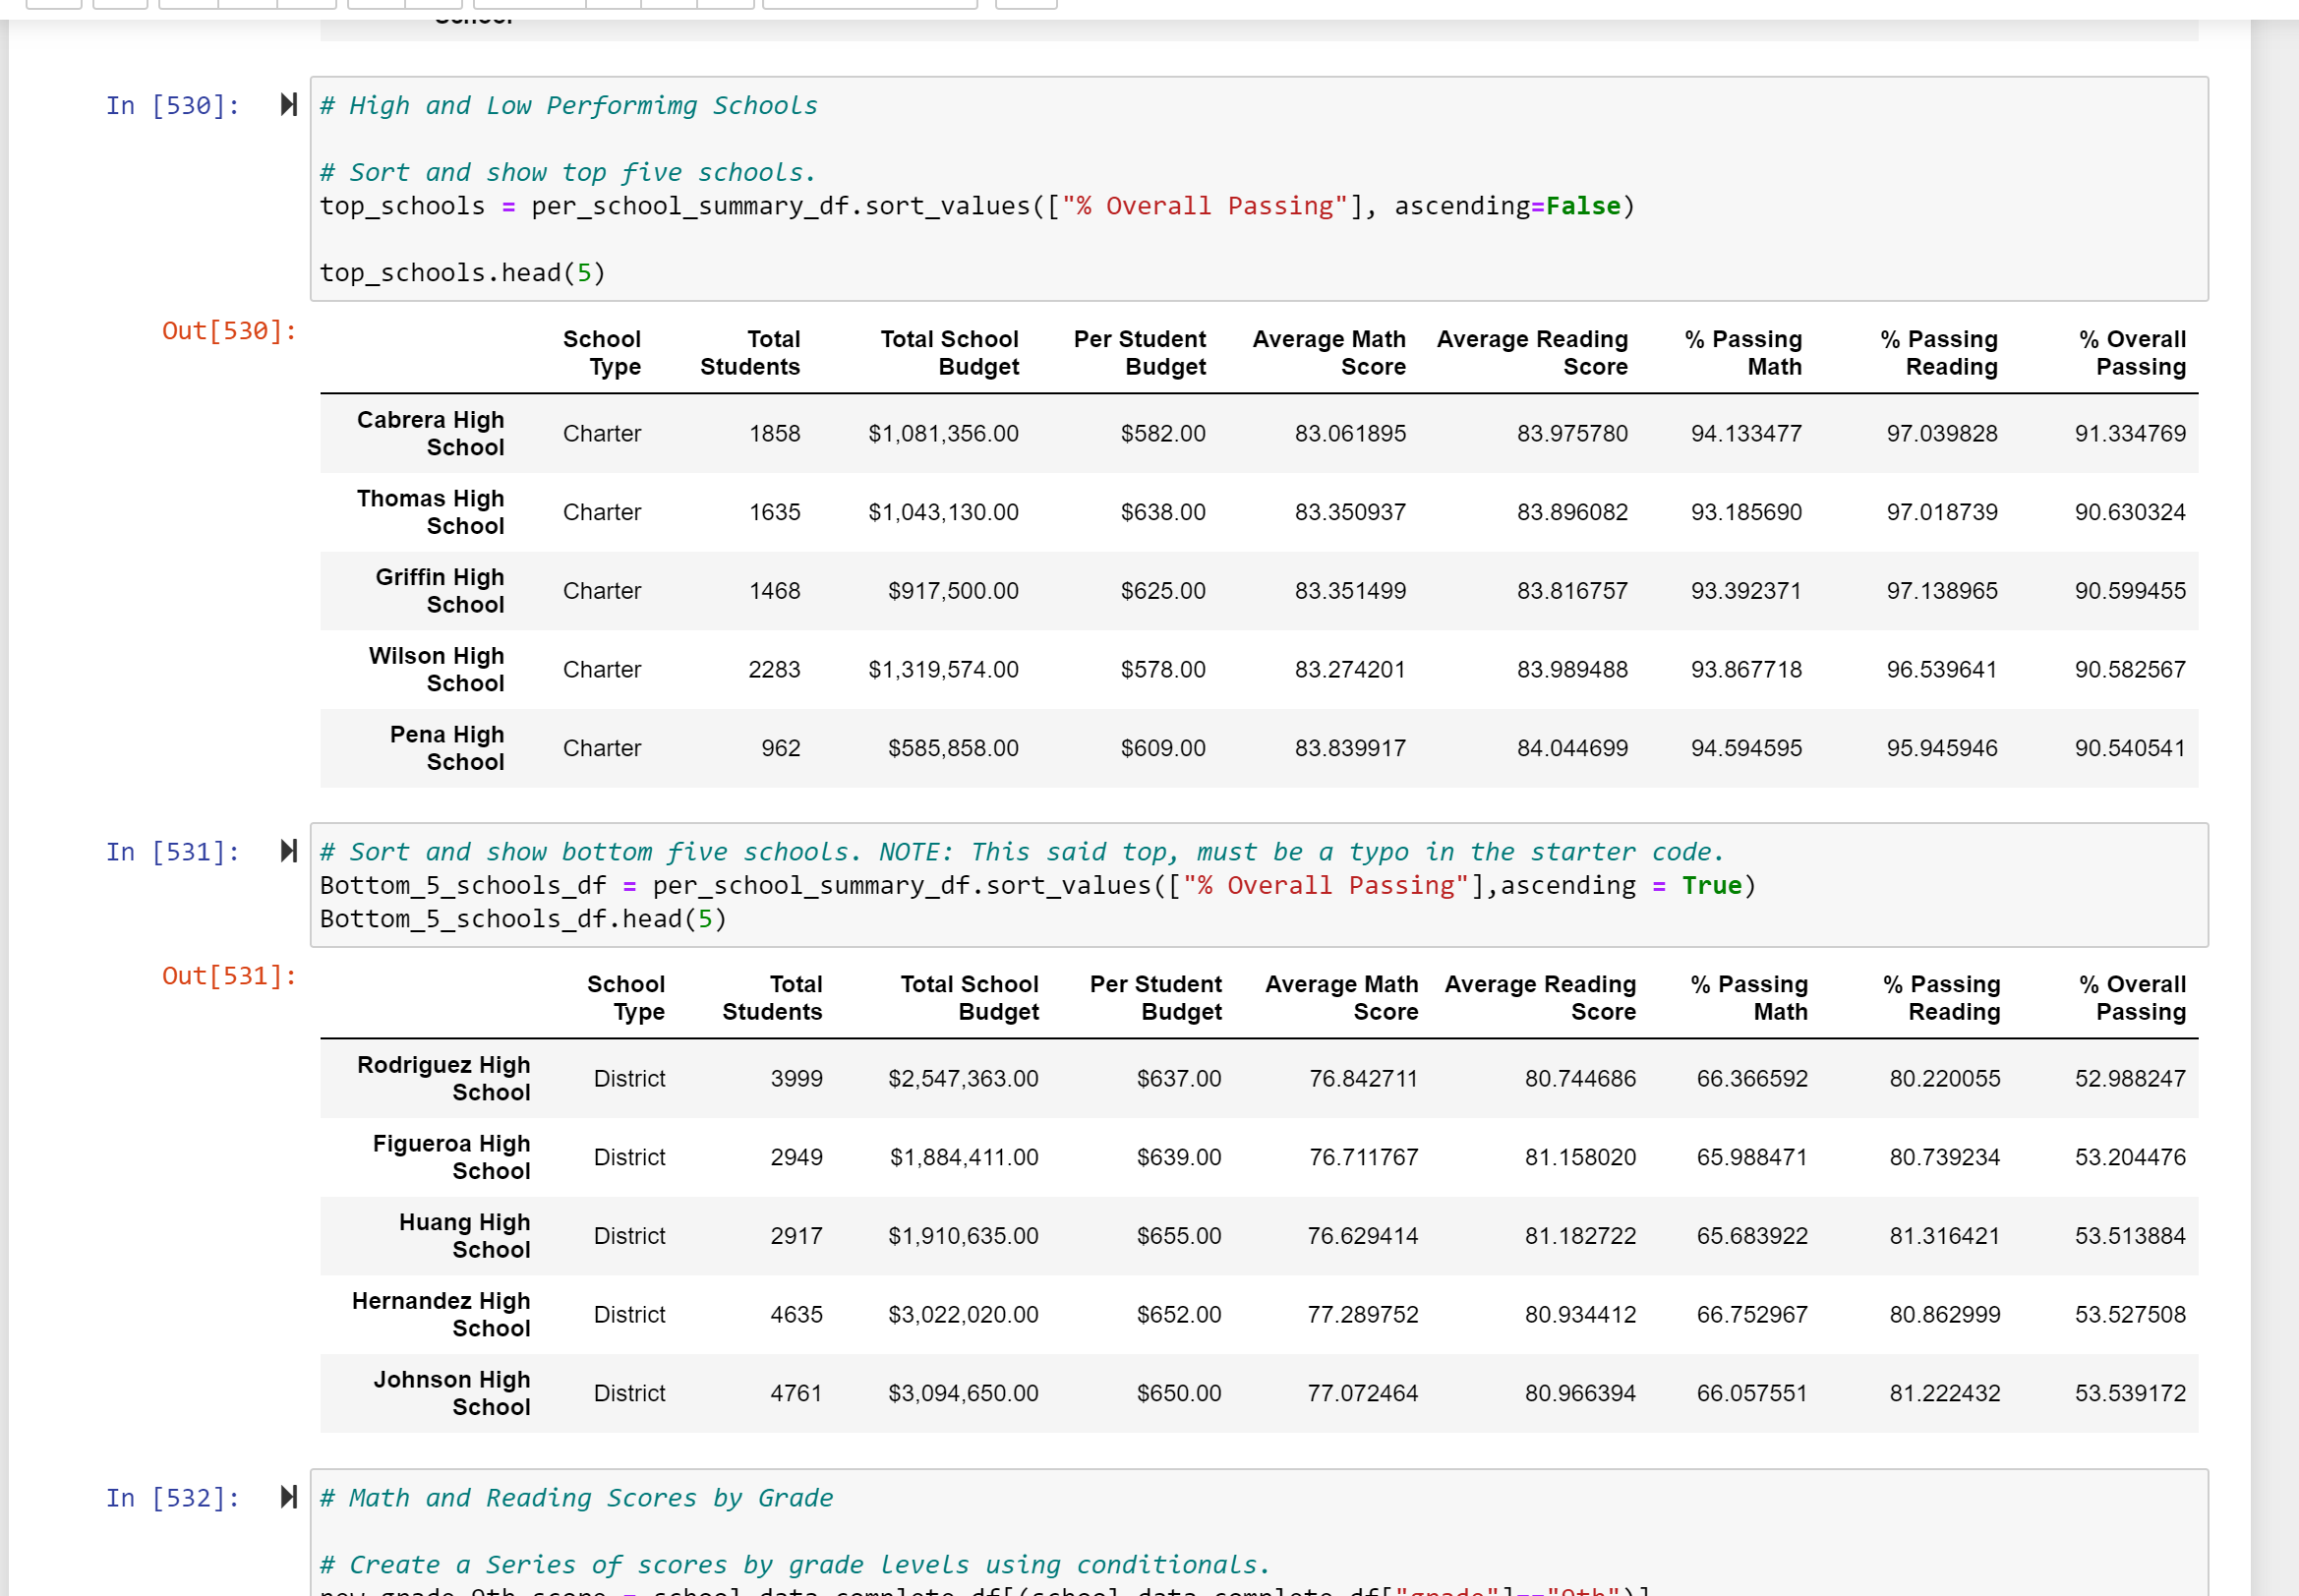 School
In [530]:
# High and Low Performimg Schools
# Sort and show top five schools.
top_schools = per_school_summary_df.sort_values(["% Overall Passing"], ascending=False)
top_schools.head(5)
Out[530]:
School Type Total Students Total School Budget Per Student Budget Average Math Score Average Reading Score % Passing Math % Passing Reading % Overall Passing
Cabrera High School Charter 1858 $1,081,356.00 $582.00 83.061895 83.975780 94.133477 97.039828 91.334769
Thomas High School Charter 1635 $1,043,130.00 $638.00 83.350937 83.896082 93.185690 97.018739 90.630324
Griffin High School Charter 1468 $917,500.00 $625.00 83.351499 83.816757 93.392371 97.138965 90.599455
Wilson High School Charter 2283 $1,319,574.00 $578.00 83.274201 83.989488 93.867718 96.539641 90.582567
Pena High School Charter 962 $585,858.00 $609.00 83.839917 84.044699 94.594595 95.945946 90.540541
In [531]:
# Sort and show bottom five schools. NOTE: This said top, must be a typo in the starter code.
Bottom_5_schools_df = per_school_summary_df.sort_values(["% Overall Passing"],ascending = True)
Bottom_5_schools_df.head(5)
Out[531]:
School Type Total Students Total School Budget Per Student Budget Average Math Score Average Reading Score % Passing Math % Passing Reading % Overall Passing
Rodriguez High School District 3999 $2,547,363.00 $637.00 76.842711 80.744686 66.366592 80.220055 52.988247
Figueroa High School District 2949 $1,884,411.00 $639.00 76.711767 81.158020 65.988471 80.739234 53.204476
Huang High School District 2917 $1,910,635.00 $655.00 76.629414 81.182722 65.683922 81.316421 53.513884
Hernandez High School District 4635 $3,022,020.00 $652.00 77.289752 80.934412 66.752967 80.862999 53.527508
Johnson High School District 4761 $3,094,650.00 $650.00 77.072464 80.966394 66.057551 81.222432 53.539172
In [532]:
# Math and Reading Scores by Grade
# Create a Series of scores by grade levels using conditionals.